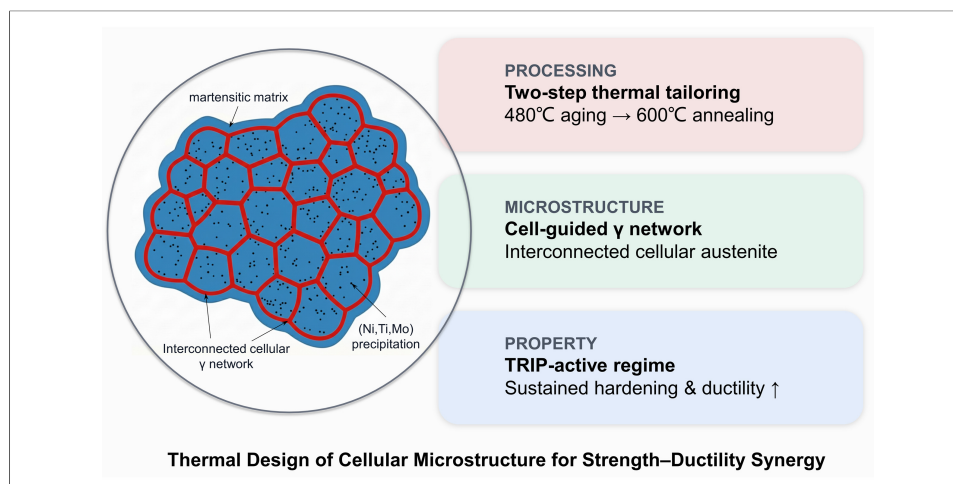 martensitic matrix
Interconnected cellular
γ network
(Ni,Ti,Mo)
precipitation
PROCESSING
Two-step thermal tailoring
480℃ aging → 600℃ annealing
MICROSTRUCTURE
Cell-guided γ network
Interconnected cellular austenite
PROPERTY
TRIP-active regime
Sustained hardening & ductility ↑
Thermal Design of Cellular Microstructure for Strength–Ductility Synergy